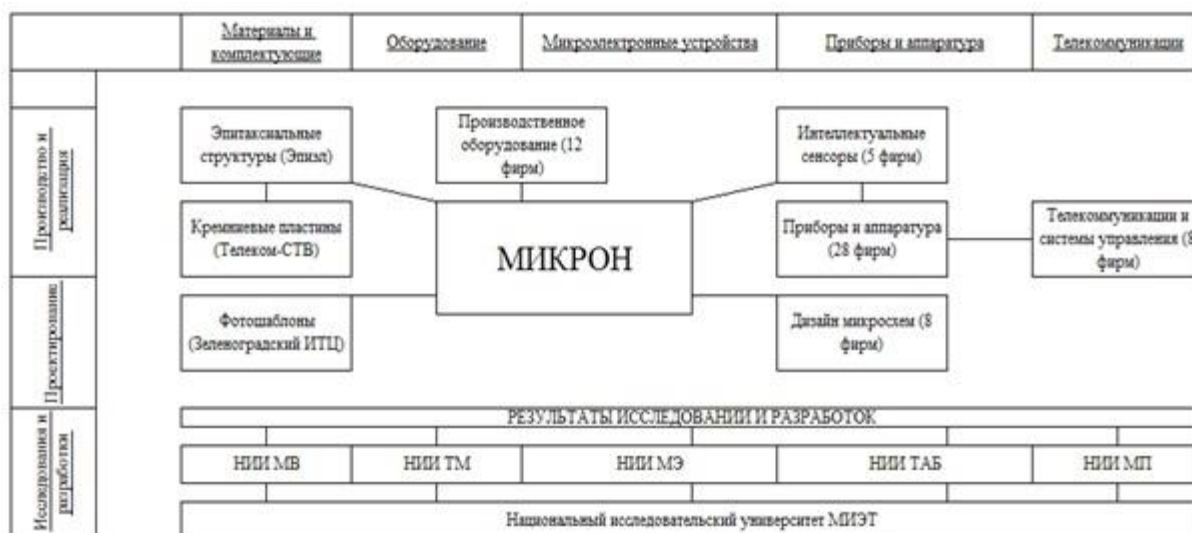 Материалы и
комплектующие
Оборудование
Микроэлектронные устройства
Приборы и аппаратура
Телекоммуникации
Производство и
реализация
Эпитаксиальные
структуры (Эпиэл)
Производственное
оборудование (12
фирм)
Интеллектуальные
сенсоры (5 фирм)
Кремниевые пластины
(Телеком-СТВ)
МИКРОН
Приборы и аппаратура
(28 фирм)
Телекоммуникации и
системы управления (8
фирм)
Проектирование
Фотошаблоны
(Зеленоградский ИТЦ)
Дизайн микросхем (8
фирм)
Исследования и
разработки
РЕЗУЛЬТАТЫ ИССЛЕДОВАНИИ И РАЗРАБОТОК
НИИ МВ
НИИ ТМ
НИИ МЭ
НИИ ТАБ
НИИ МП
Национальный исследовательский университет МИЭТ